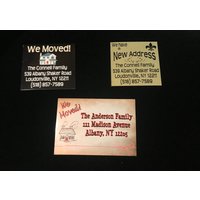 We Moved!
The Connell Family
539 Albany Shaker Road
Loudonville, NY 12211
(518) 857-7589
We have a
New Address
The Connell Family
539 Albany Shaker Road
Loudonville, NY 12211
(518) 857-7589
We Moved!
The Anderson Family
111 Madison Avenue
Albany, NY 12205